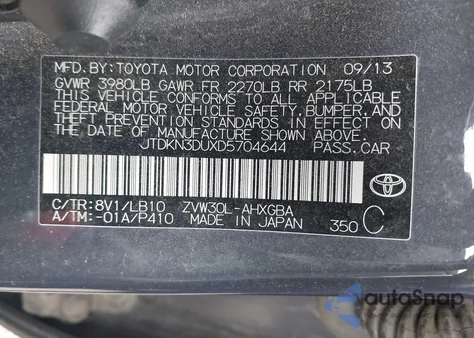 MFD.BY:TOYOTA MOTOR CORPORATION 09/13
GVWR 3980LB GAWR FR 2270LB RR 2175LB
THIS VEHICLE CONFORMS TO ALL APPLICABLE
FEDERAL MOTOR VEHICLE SAFETY, BUMPER, AND
THEFT PREVENTION STANDARDS IN EFFECT ON
THE DATE OF MANUFACTURE SHOWN ABOVE.
JTDKN3DUXD5704644 PASS.CAR
C/TR:8V1/LB10 ZVW30L-AHXGBA
A/TM:-01A/P410 MADE IN JAPAN 350 C
autoSnap